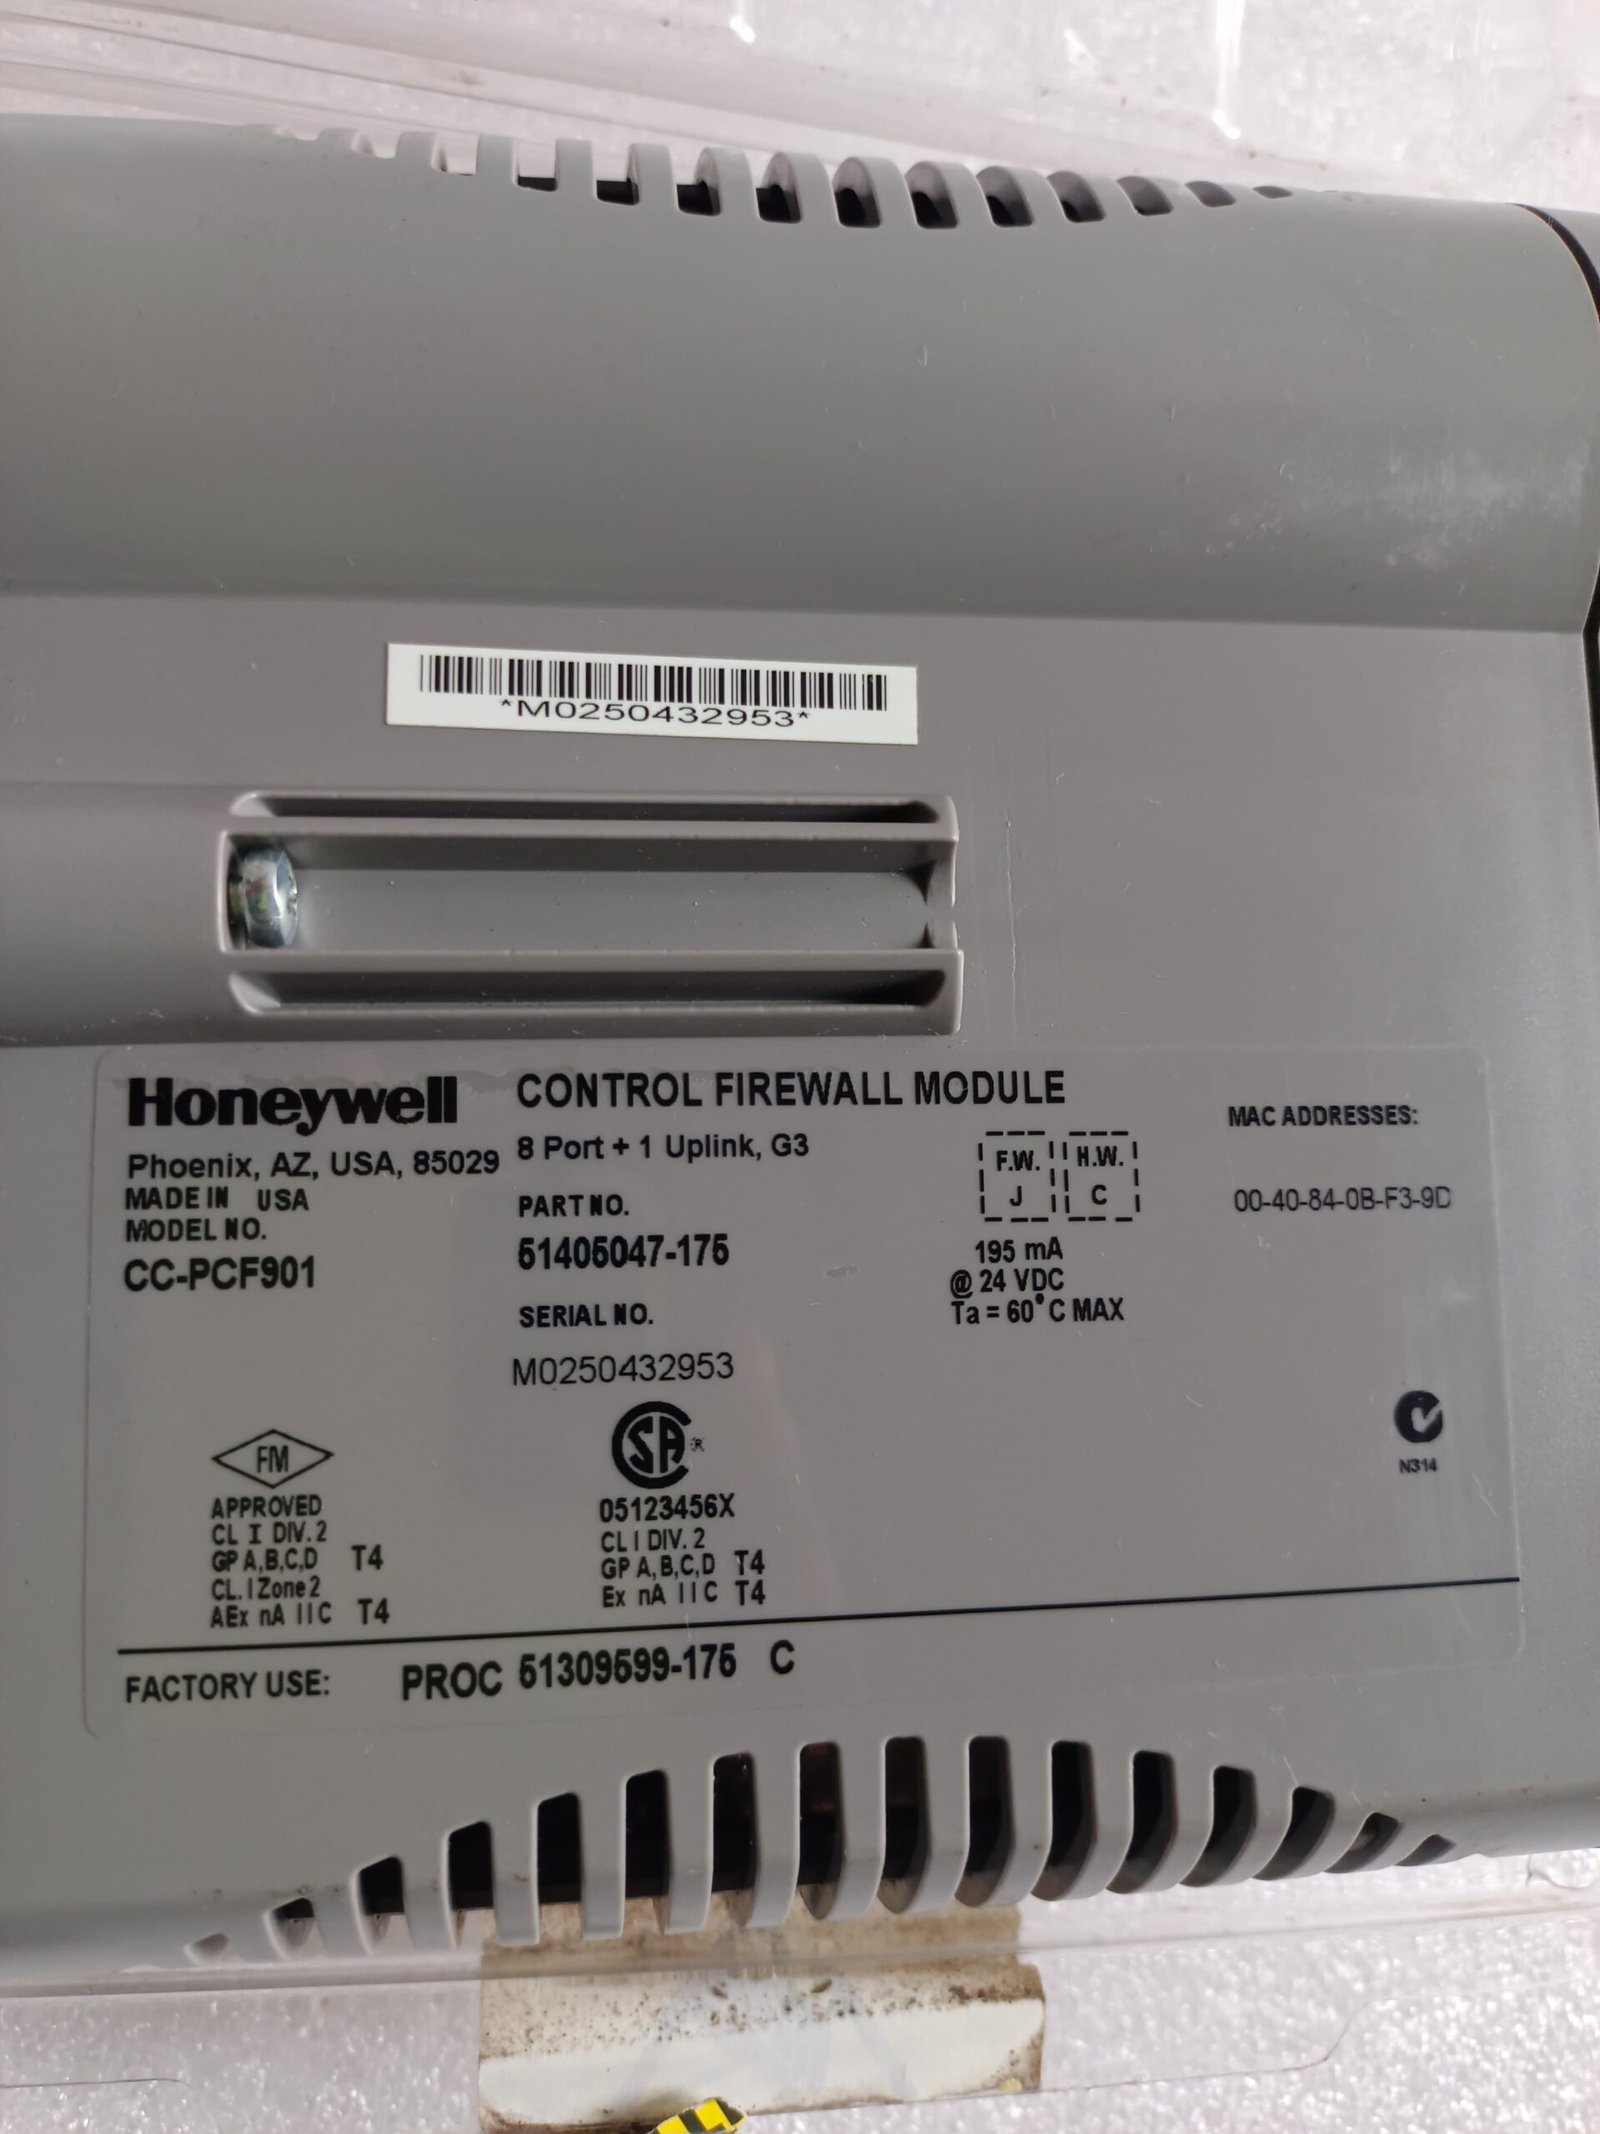 *M0250432953*
Honeywell
Phoenix, AZ, USA, 85029
MADE IN USA
MODEL NO.
CC-PCF901
CONTROL FIREWALL MODULE
8 Port + 1 Uplink, G3
PART NO.
51405047-175
SERIAL NO.
M0250432953
F.W. H.W.
J C
195 mA
@ 24 VDC
Ta = 60°C MAX
MAC ADDRESSES:
00-40-84-0B-F3-9D
FM
APPROVED
CL I DIV. 2
GP A,B,C,D T4
CL. I Zone 2
AEx nA IIC T4
SA ®
05123456X
CL I DIV. 2
GP A,B,C,D T4
Ex nA IIC T4
N314
FACTORY USE: PROC 51309599-175 C